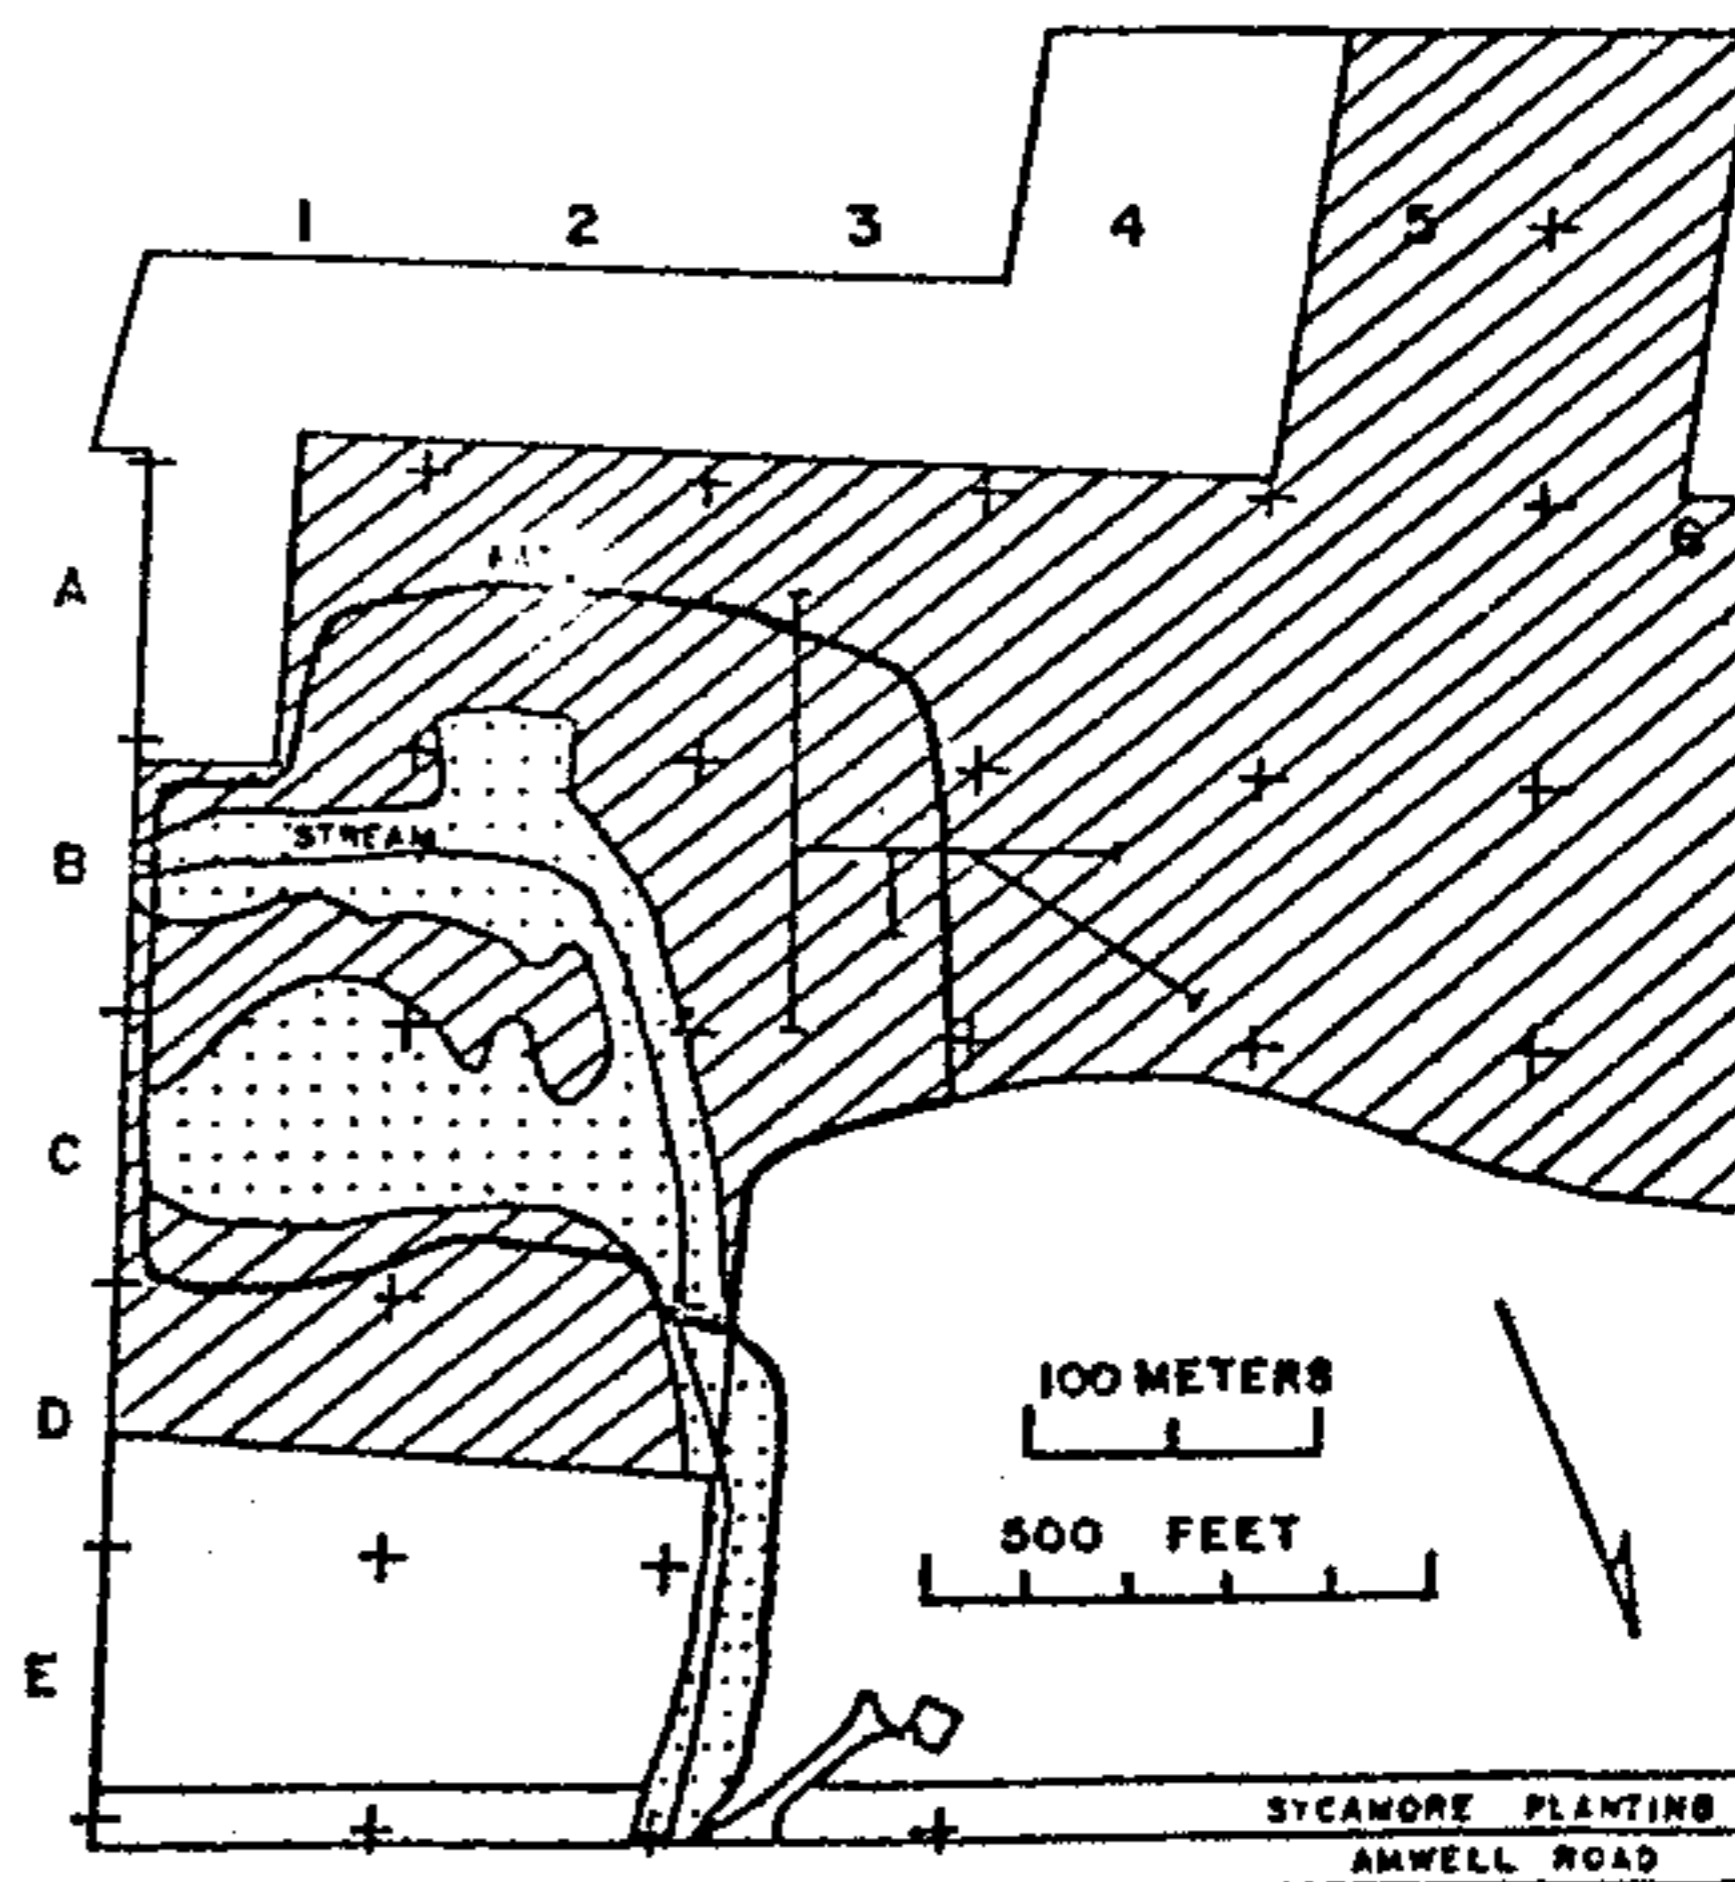 1 2 3 4 5
6
A
STREAM
B
C
D
100 METERS
500 FEET
E
SYCAMORE PLANTING
AMWELL ROAD